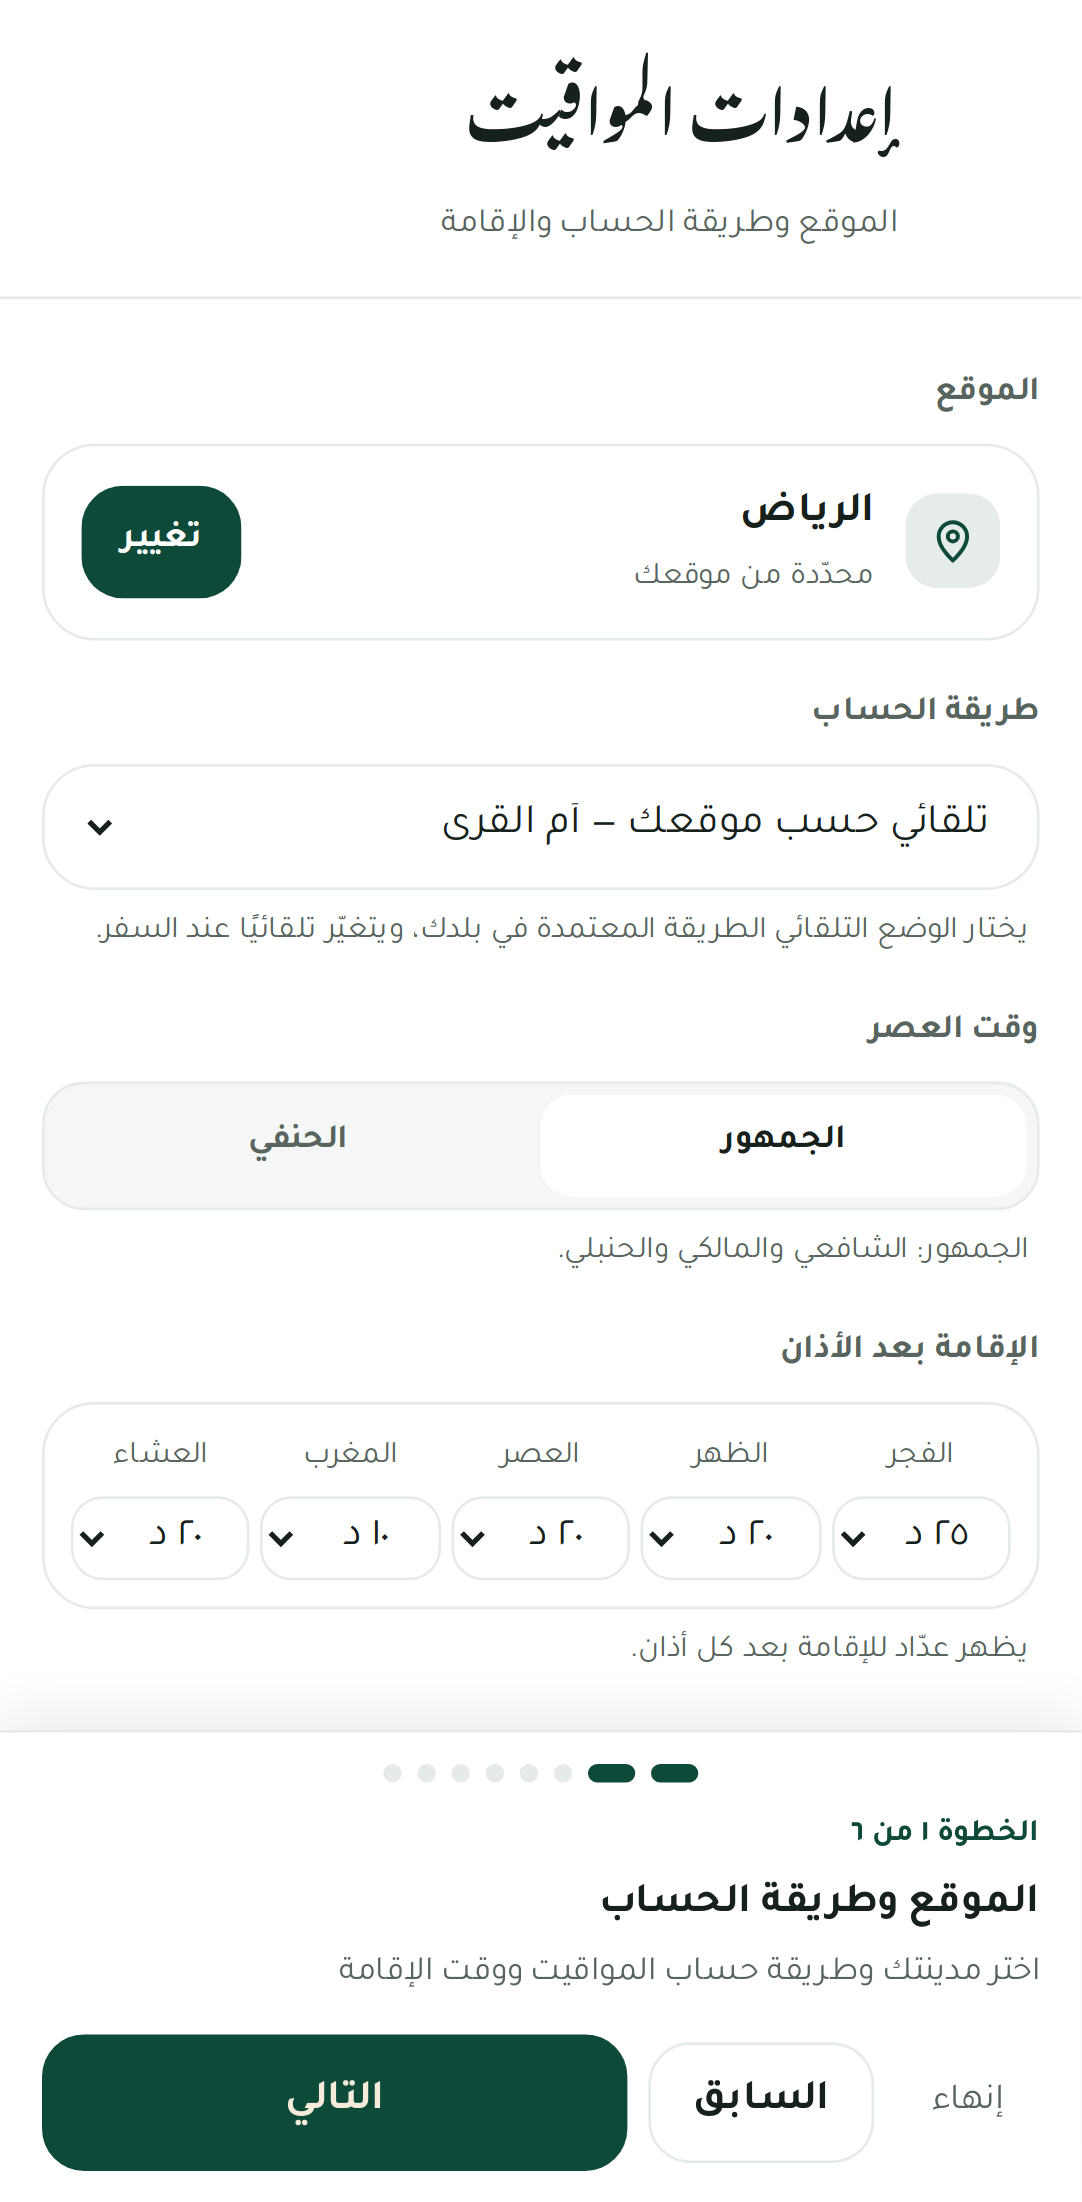 إعدادات المواقيت
الموقع وطريقة الحساب والإقامة
الموقع
الرياض
محدّدة من موقعك
تغيير
طريقة الحساب
تلقائي حسب موقعك — أم القرى
يختار الوضع التلقائي الطريقة المعتمدة في بلدك، ويتغيّر تلقائيًا عند السفر.
وقت العصر
الجمهور
الحنفي
الجمهور: الشافعي والمالكي والحنبلي.
الإقامة بعد الأذان
الفجر الظهر العصر المغرب العشاء
٢٥ د ٢٠ د ٢٠ د ١٠ د ٢٠ د
يظهر عدّاد للإقامة بعد كل أذان.
الخطوة ١ من ٦
الموقع وطريقة الحساب
اختر مدينتك وطريقة حساب المواقيت ووقت الإقامة
إنهاء
السابق
التالي